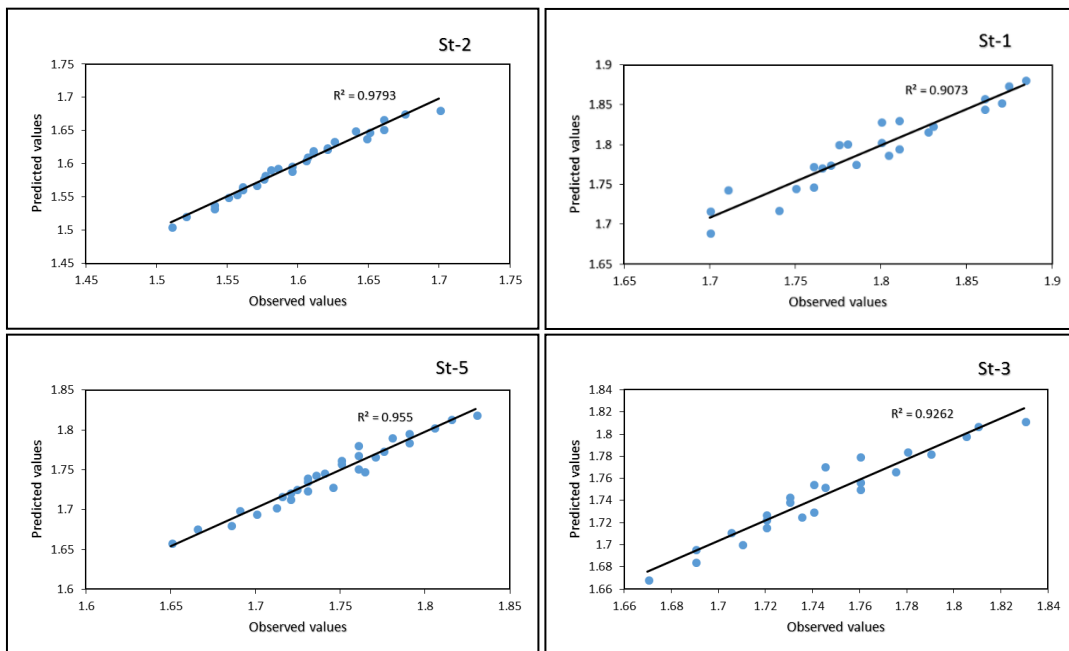 St-2
R² = 0.9793
Predicted values
1.75
1.7
1.65
1.6
1.55
1.5
1.45
1.45 1.5 1.55 1.6 1.65 1.7 1.75
Observed values
St-1
R² = 0.9073
Predicted values
1.9
1.85
1.8
1.75
1.7
1.65
1.65 1.7 1.75 1.8 1.85 1.9
Observed values
St-5
R² = 0.955
Predicted values
1.85
1.8
1.75
1.7
1.65
1.6
1.6 1.65 1.7 1.75 1.8 1.85
Observed values
St-3
R² = 0.9262
Predicted values
1.84
1.82
1.8
1.78
1.76
1.74
1.72
1.7
1.68
1.66
1.66 1.68 1.7 1.72 1.74 1.76 1.78 1.8 1.82 1.84
Observed values